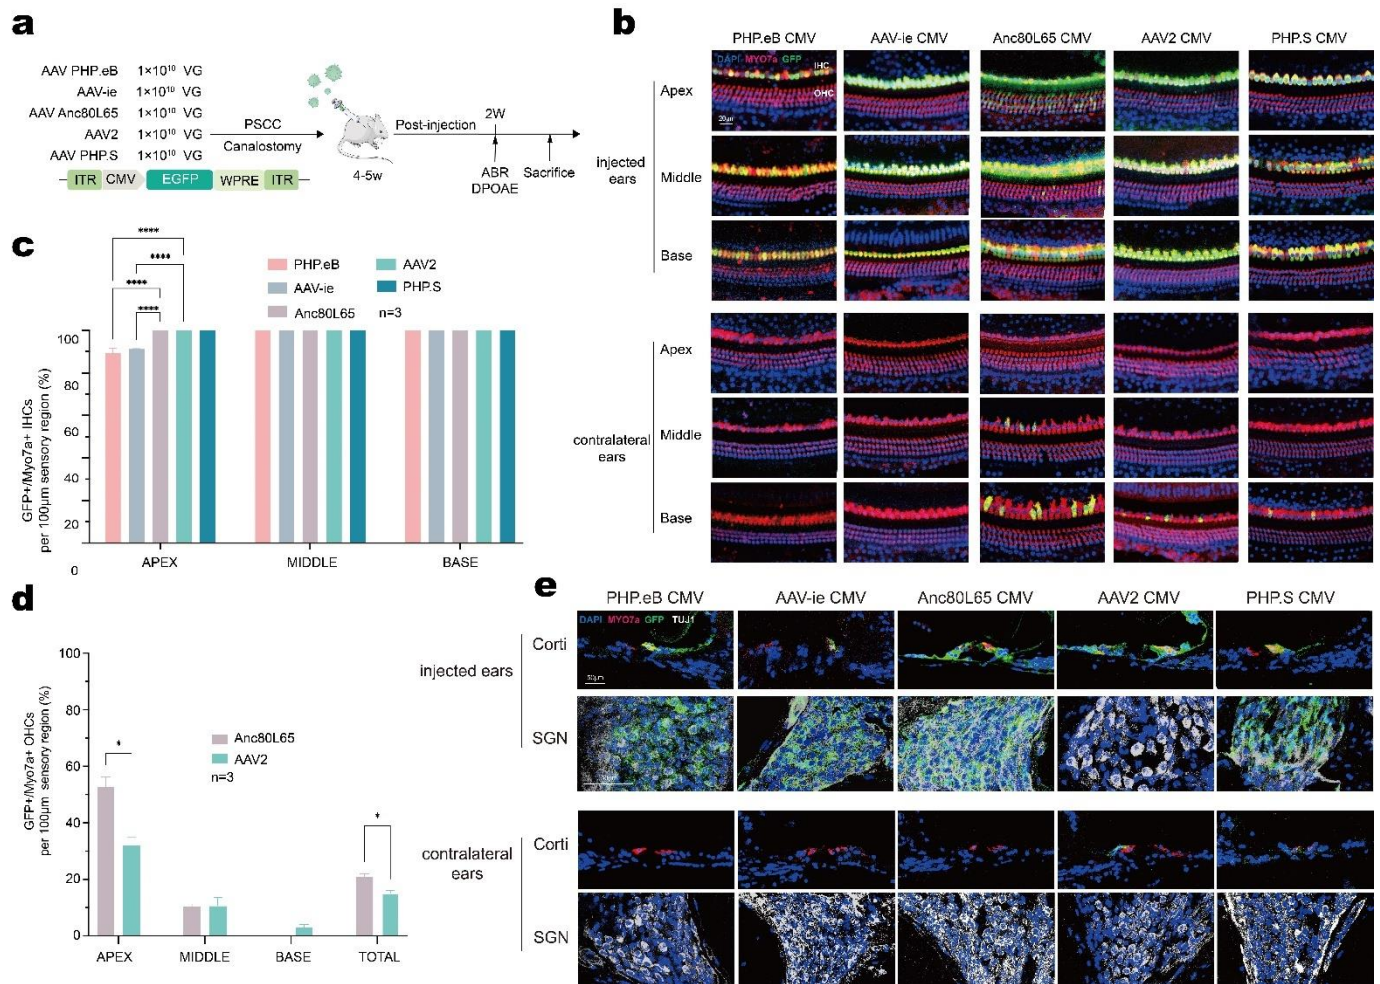 a
AAV PHP.eB 1×10¹⁰ VG
AAV-ie 1×10¹⁰ VG
AAV Anc80L65 1×10¹⁰ VG
AAV2 1×10¹⁰ VG
AAV PHP.S 1×10¹⁰ VG
ITR CMV EGFP WPRE ITR
PSCC
Canalostomy
4-5w
Post-injection
2W
ABR
DPOAE
Sacrifice
b
PHP.eB CMV AAV-ie CMV Anc80L65 CMV AAV2 CMV PHP.S CMV
DAPI MYO7a GFP
IHC
OHC
20μm
injected
ears
Apex
Middle
Base
contralateral
ears
Apex
Middle
Base
c
****
****
****
****
PHP.eB
AAV-ie
Anc80L65
AAV2
PHP.S
n=3
GFP+/Myo7a+ IHCs
per 100μm sensory region (%)
100
80
60
40
20
0
APEX MIDDLE BASE
d
GFP+/Myo7a+ OHCs
per 100μm sensory region (%)
100
80
60
40
20
0
*
*
Anc80L65
AAV2
n=3
APEX MIDDLE BASE TOTAL
e
PHP.eB CMV AAV-ie CMV Anc80L65 CMV AAV2 CMV PHP.S CMV
DAPI MYO7a GFP TUJ1
injected ears
Corti
SGN
contralateral
ears
Corti
SGN